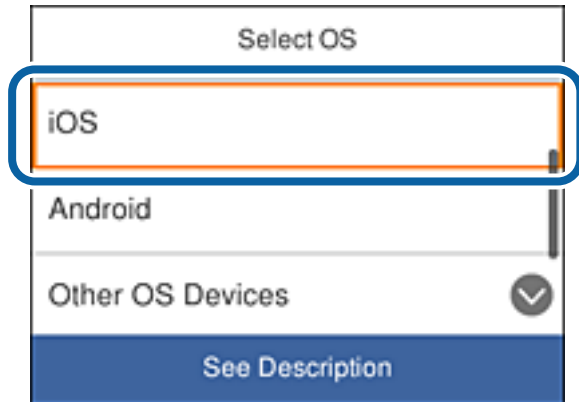 Select OS
iOS
Android
Other OS Devices
See Description